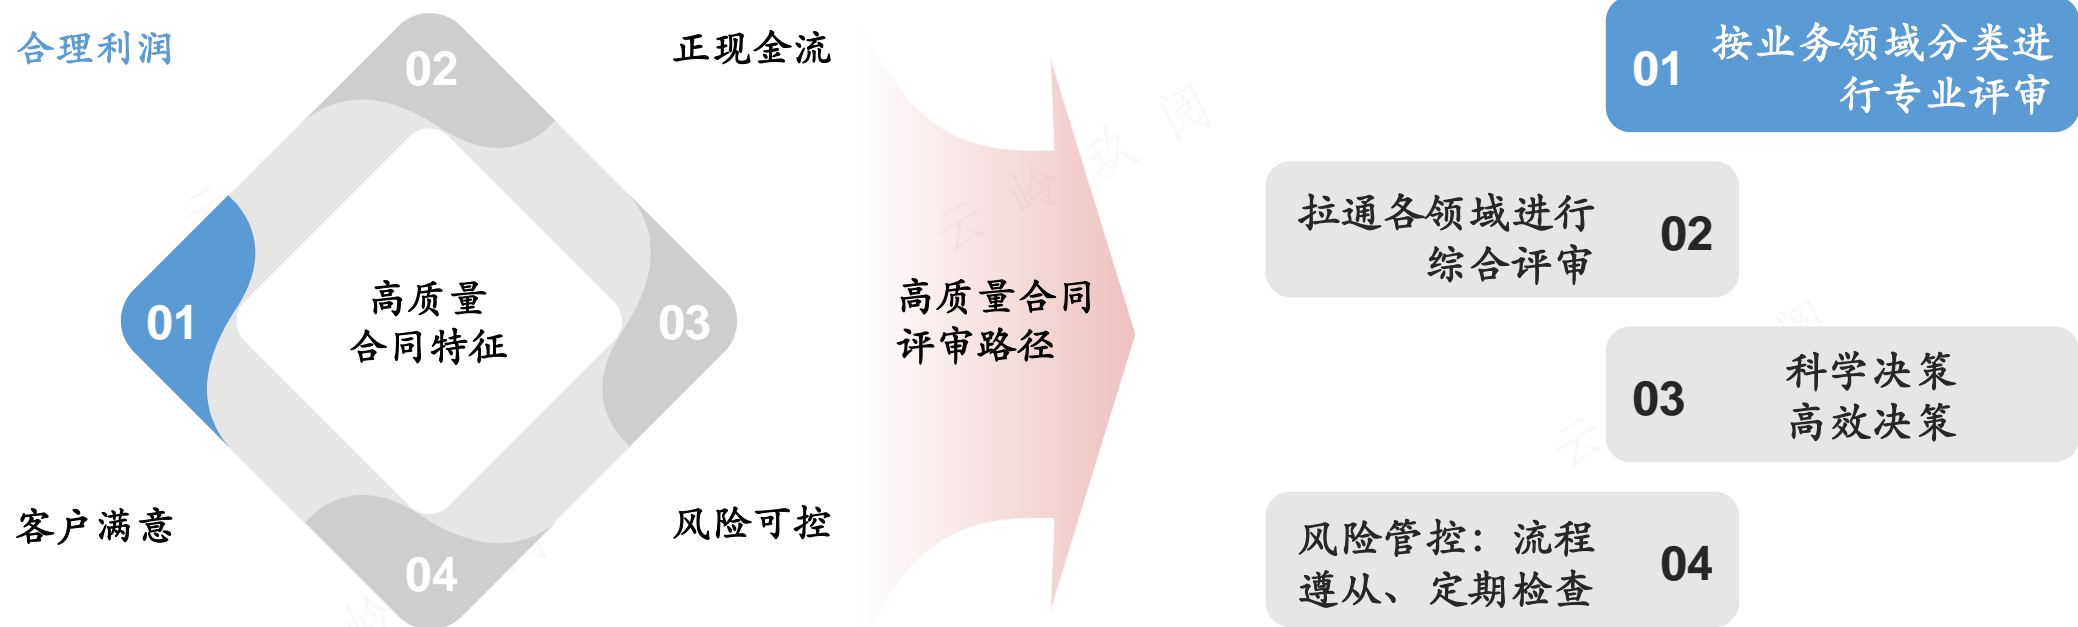 合理利润
02
正现金流
01
高质量
合同特征
03
客户满意
04
风险可控
高质量合同
评审路径
01
按业务领域分类进
行专业评审
拉通各领域进行
综合评审
02
03
科学决策
高效决策
风险管控：流程
遵从、定期检查
04
云岭玖阅